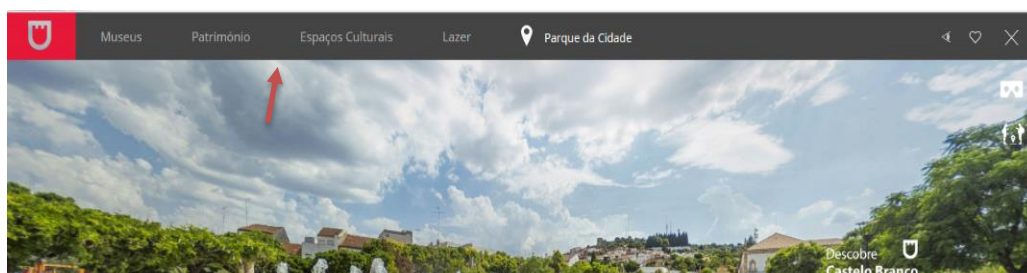 Museus Património Espaços Culturais Lazer Parque da Cidade
Descobre
Castelo Branco